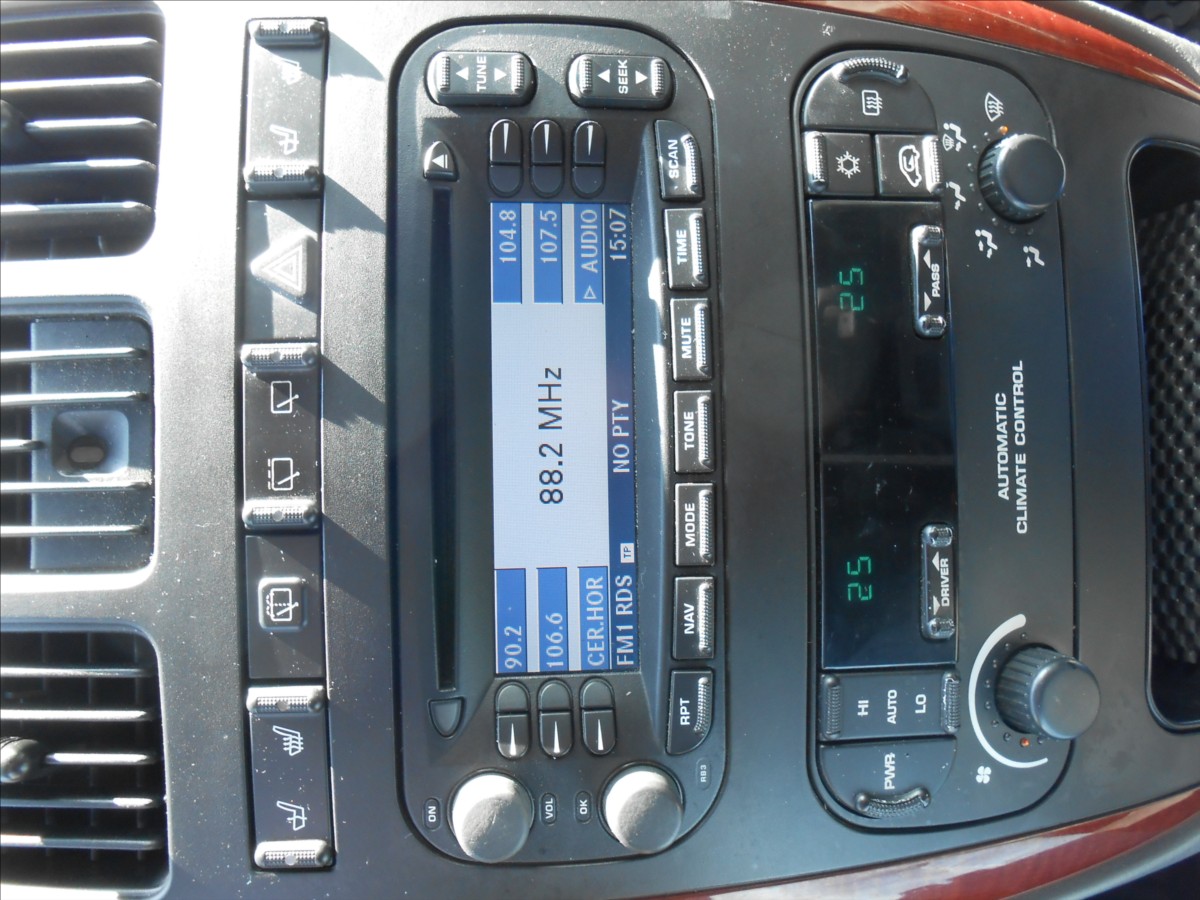 TUNE
SEEK
90.2
104.8
106.6
88.2 MHz
107.5
CER.HOR
▷ AUDIO
FM1 RDS TP NO PTY 15:07
ON
VOL
OK
RB3
RPT
NAV
MODE
TONE
MUTE
TIME
SCAN
PWR
HI
AUTO
LO
25
25
DRIVER
PASS
AUTOMATIC
CLIMATE CONTROL